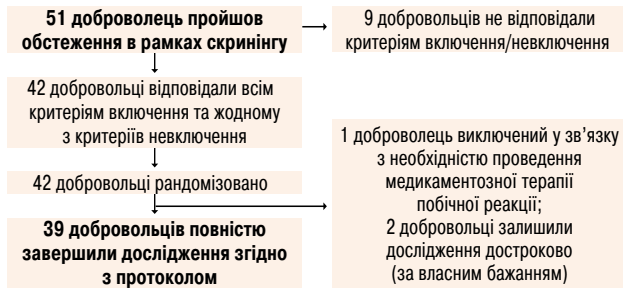 51 доброволець пройшов
обстеження в рамках скринінгу
9 добровольців не відповідали
критеріям включення/невключення
42 добровольці відповідали всім
критеріям включення та жодному
з критеріїв невключення
42 добровольці рандомізовано
1 доброволець виключений у зв’язку
з необхідністю проведення
медикаментозної терапії
побічної реакції;
2 добровольці залишили
дослідження достроково
(за власним бажанням)
39 добровольців повністю
завершили дослідження згідно
з протоколом